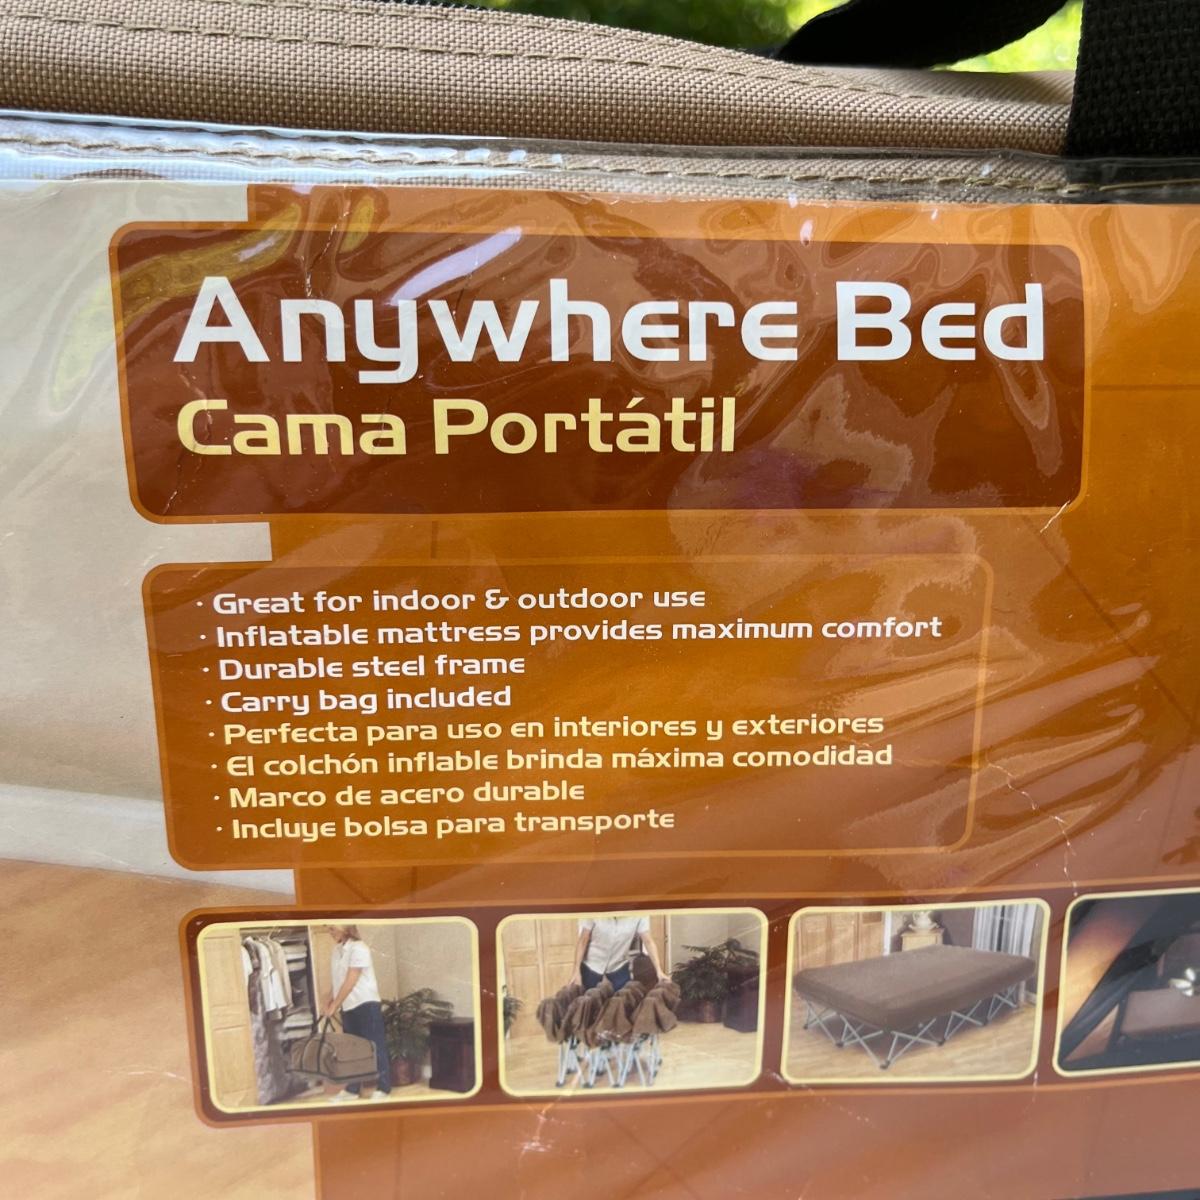 Anywhere Bed
Cama Portátil
· Great for indoor & outdoor use
· Inflatable mattress provides maximum comfort
· Durable steel frame
· Carry bag included
· Perfecta para uso en interiores y exteriores
· El colchón inflable brinda máxima comodidad
· Marco de acero durable
· Incluye bolsa para transporte